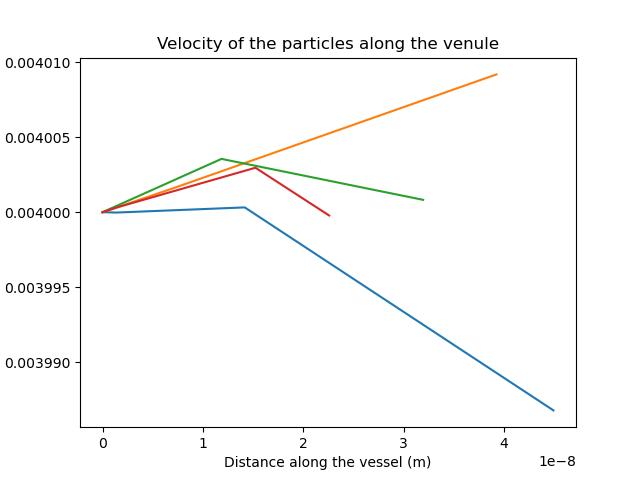 Velocity of the particles along the venule
0.004010
0.004005
0.004000
0.003995
0.003990
0 1 2 3 4
1e−8
Distance along the vessel (m)